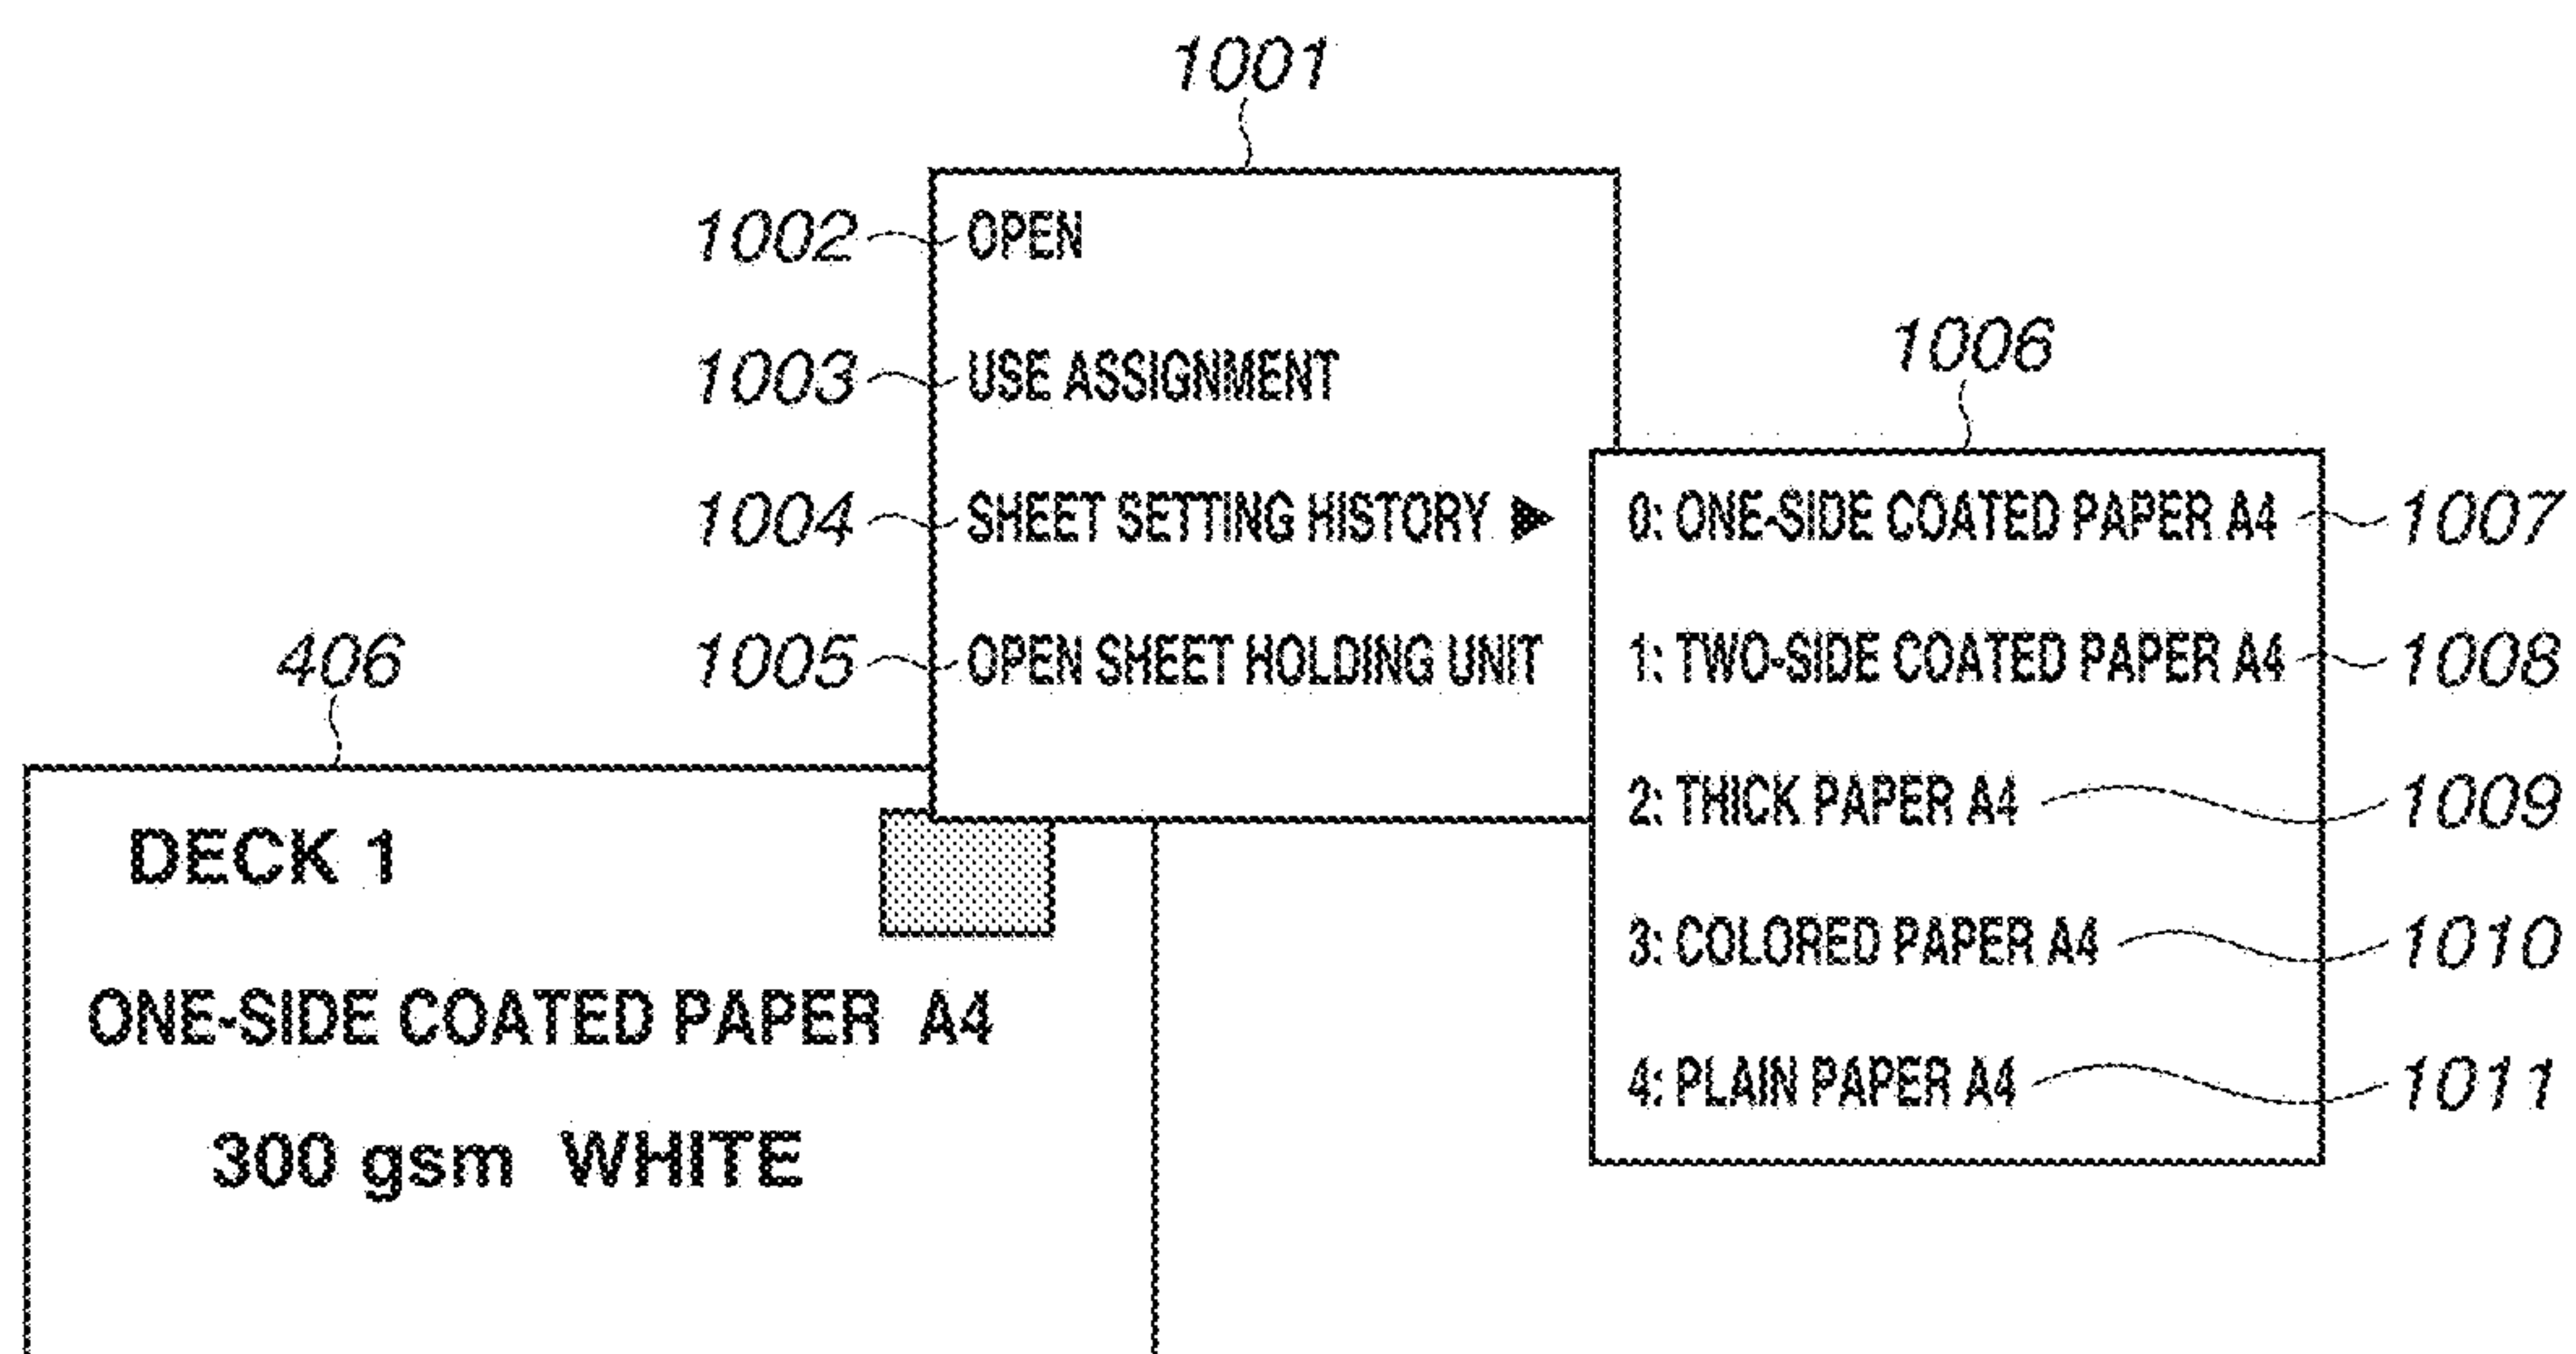 1001
1002 OPEN
1003 USE ASSIGNMENT
1006
1004 SHEET SETTING HISTORY ▶ 0: ONE-SIDE COATED PAPER A4 1007
406 1005 OPEN SHEET HOLDING UNIT 1: TWO-SIDE COATED PAPER A4 1008
2: THICK PAPER A4 1009
DECK 1
3: COLORED PAPER A4 1010
ONE-SIDE COATED PAPER A4
4: PLAIN PAPER A4 1011
300 gsm WHITE